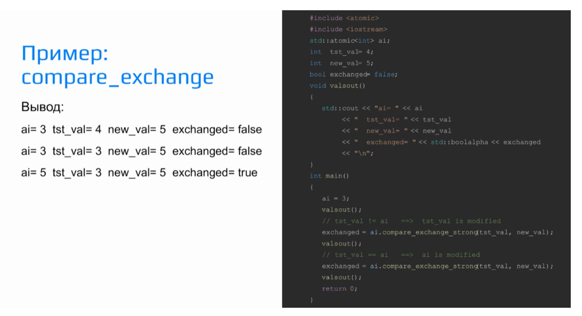 Пример:
compare_exchange
Вывод:
ai= 3  tst_val= 4  new_val= 5  exchanged= false
ai= 3  tst_val= 3  new_val= 5  exchanged= false
ai= 5  tst_val= 3  new_val= 5  exchanged= true
#include <atomic>
#include <iostream>
std::atomic<int> ai;
int  tst_val= 4;
int  new_val= 5;
bool exchanged= false;
void valsout()
{
std::cout << "ai= " << ai
<< "  tst_val= " << tst_val
<< "  new_val= " << new_val
<< "  exchanged= " << std::boolalpha << exchanged
<< "\n";
}
int main()
{
ai = 3;
valsout();
// tst_val != ai   ==>  tst_val is modified
exchanged = ai.compare_exchange_strong(tst_val, new_val);
valsout();
// tst_val == ai   ==>  ai is modified
exchanged = ai.compare_exchange_strong(tst_val, new_val);
valsout();
return 0;
}